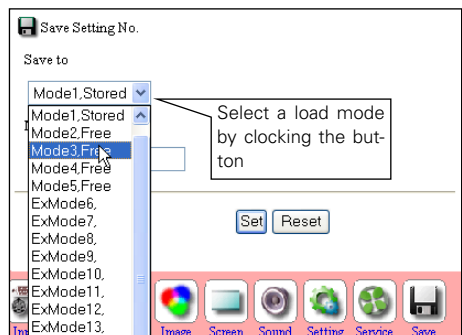 Save Setting No.
Save to
Mode1,Stored
Select a load mode
by clocking the but-
ton
Mode1,Stored
Mode2,Free
Mode3,Free
Mode4,Free
Mode5,Free
ExMode6,
ExMode7,
ExMode8,
ExMode9,
ExMode10,
ExMode11,
ExMode12,
ExMode13,
Set Reset
Image Screen Sound Setting Service Save